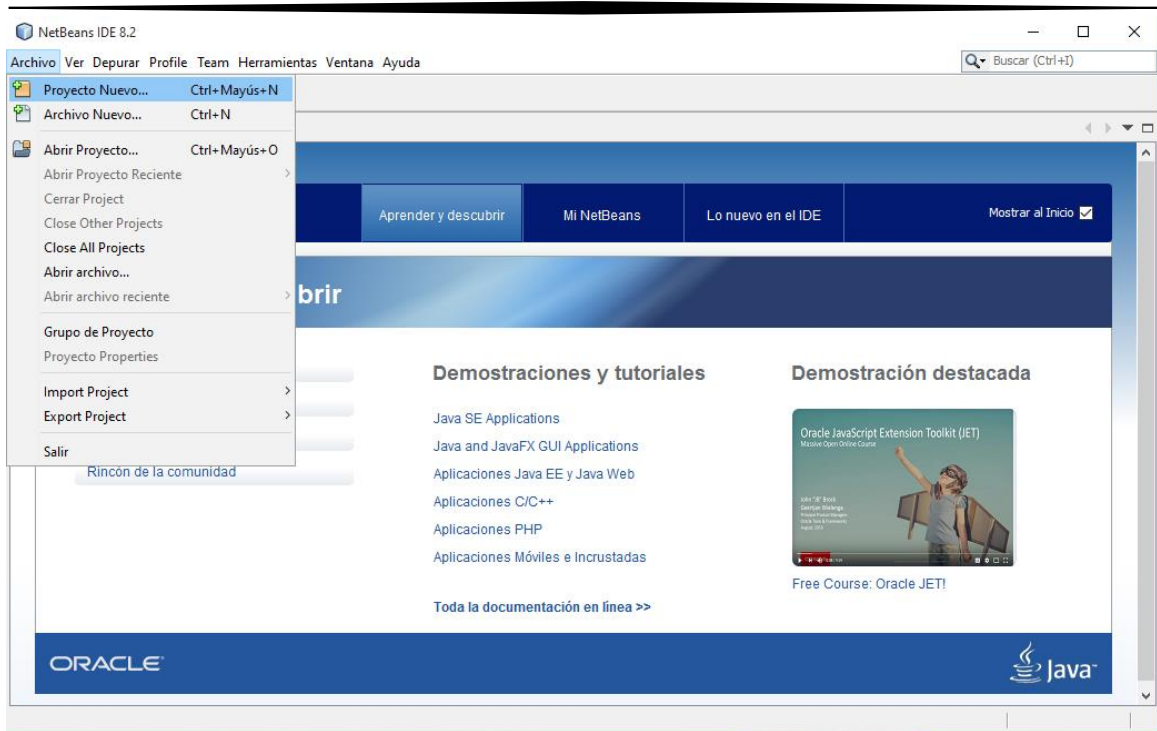 NetBeans IDE 8.2
Archivo Ver Depurar Profile Team Herramientas Ventana Ayuda
Buscar (Ctrl+I)
Proyecto Nuevo... Ctrl+Mayús+N
Archivo Nuevo... Ctrl+N
Abrir Proyecto... Ctrl+Mayús+O
Abrir Proyecto Reciente
Cerrar Project
Close Other Projects
Close All Projects
Abrir archivo...
Abrir archivo reciente
Grupo de Proyecto
Proyecto Properties
Import Project
Export Project
Salir
Aprender y descubrir
Mi NetBeans
Lo nuevo en el IDE
Mostrar al Inicio
brir
Rincón de la comunidad
Demostraciones y tutoriales
Java SE Applications
Java and JavaFX GUI Applications
Aplicaciones Java EE y Java Web
Aplicaciones C/C++
Aplicaciones PHP
Aplicaciones Móviles e Incrustadas
Toda la documentación en línea >>
Demostración destacada
Oracle JavaScript Extension Toolkit (JET)
Massive Open Online Course
Free Course: Oracle JET!
ORACLE
Java